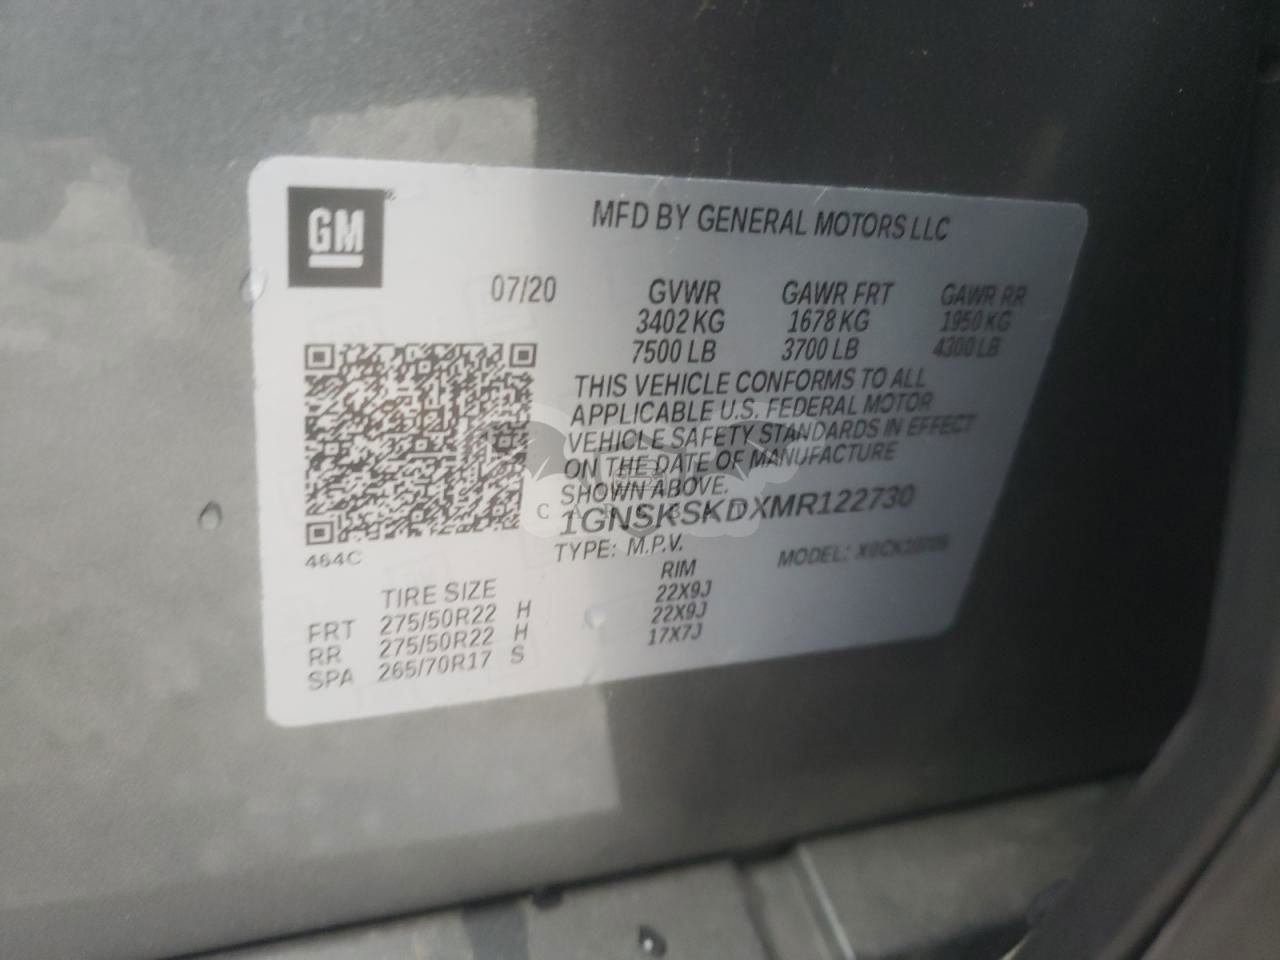 GM
MFD BY GENERAL MOTORS LLC
07/20 GVWR GAWR FRT GAWR RR
3402 KG 1678 KG 1950 KG
7500 LB 3700 LB 4300 LB
THIS VEHICLE CONFORMS TO ALL
APPLICABLE U.S. FEDERAL MOTOR
VEHICLE SAFETY STANDARDS IN EFFECT
ON THE DATE OF MANUFACTURE
SHOWN ABOVE.
1GNSKSKDXMR122730
TYPE: M.P.V. MODEL:
464C
TIRE SIZE RIM
FRT 275/50R22 H 22X9J
RR 275/50R22 H 22X9J
SPA 265/70R17 S 17X7J